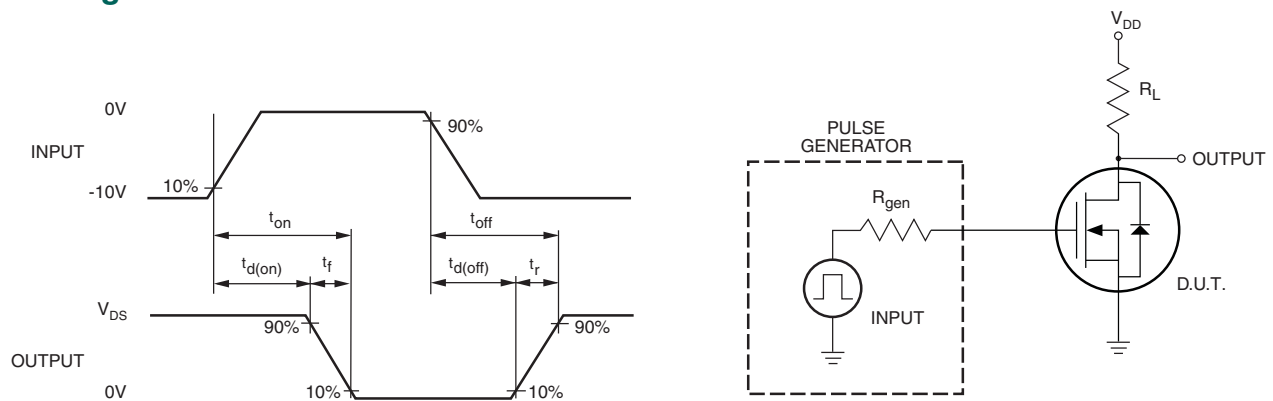 0V
INPUT
-10V
10%
90%
t_on
t_off
t_d(on)
t_f
t_d(off)
t_r
V_DS
OUTPUT
0V
90%
10%
90%
10%
V_DD
R_L
PULSE
GENERATOR
OUTPUT
R_gen
INPUT
D.U.T.